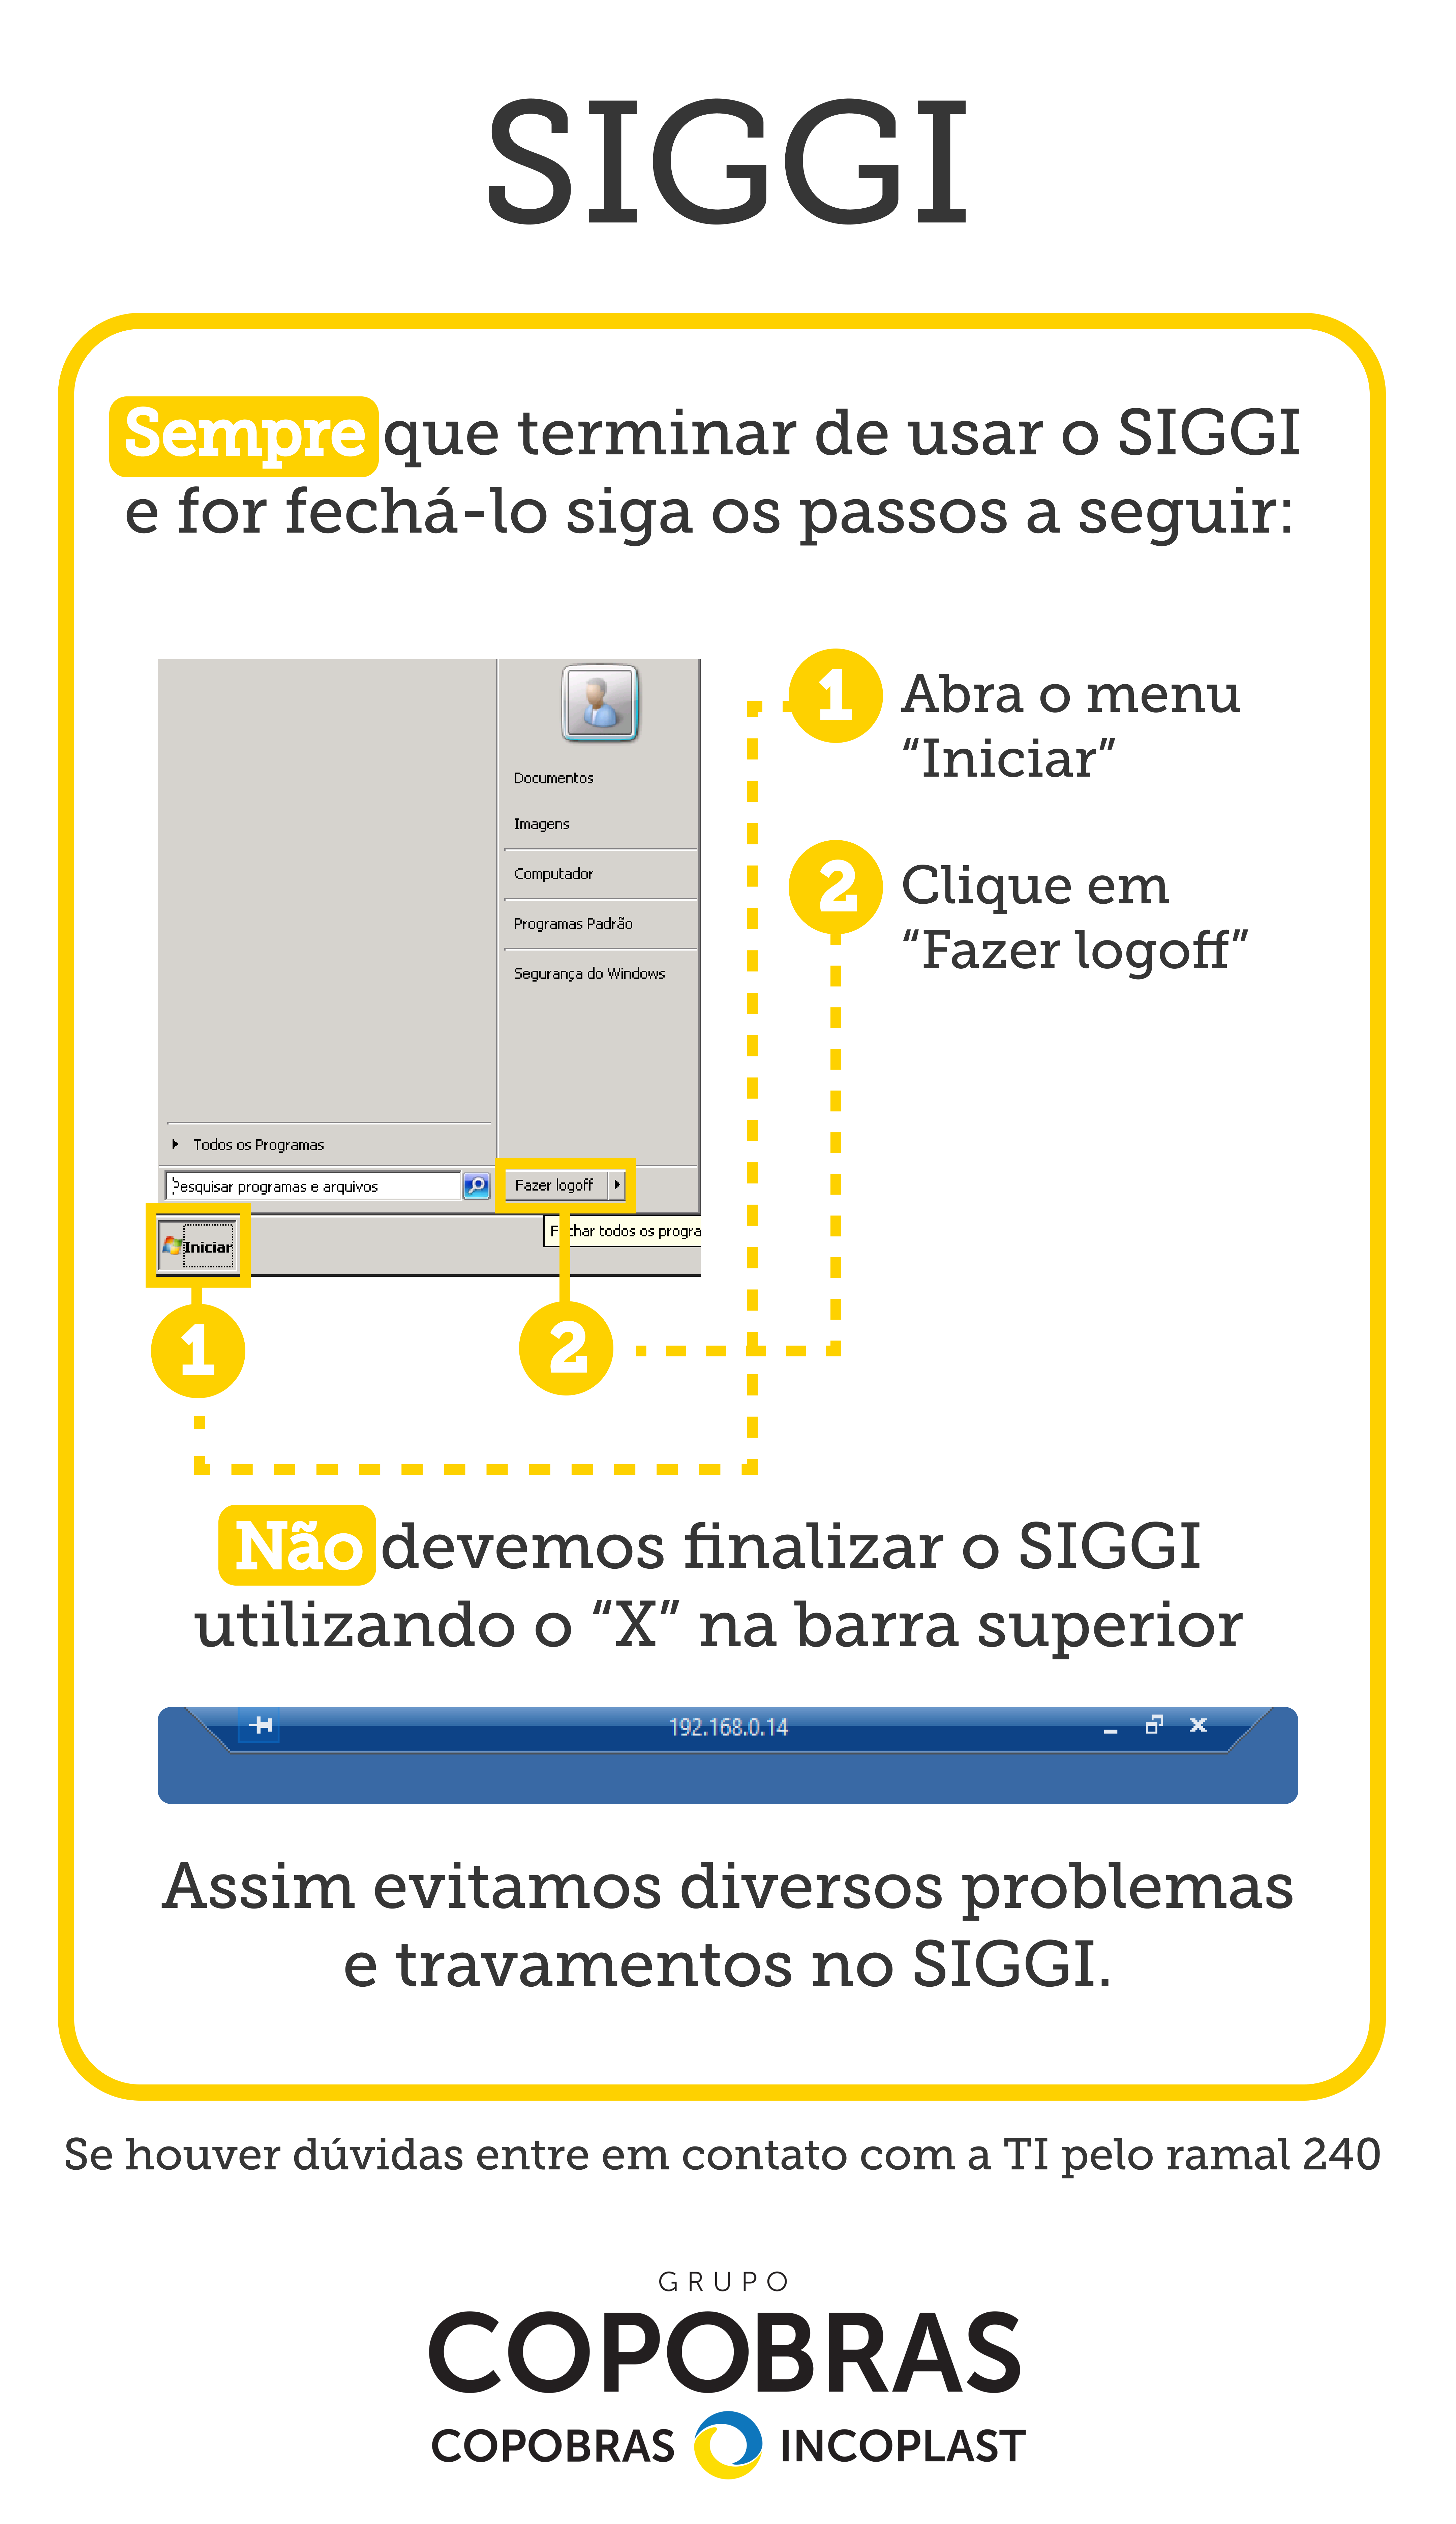 SIGGI
Sempre que terminar de usar o SIGGI
e for fechá-lo siga os passos a seguir:
1 Abra o menu
“Iniciar”
2 Clique em
“Fazer logoff”
Documentos
Imagens
Computador
Programas Padrão
Segurança do Windows
Todos os Programas
Pesquisar programas e arquivos
Fazer logoff
todos os progra
Iniciar
1
2
Não devemos finalizar o SIGGI
utilizando o “X” na barra superior
192.168.0.14
Assim evitamos diversos problemas
e travamentos no SIGGI.
Se houver dúvidas entre em contato com a TI pelo ramal 240
GRUPO
COPOBRAS
COPOBRAS INCOPLAST